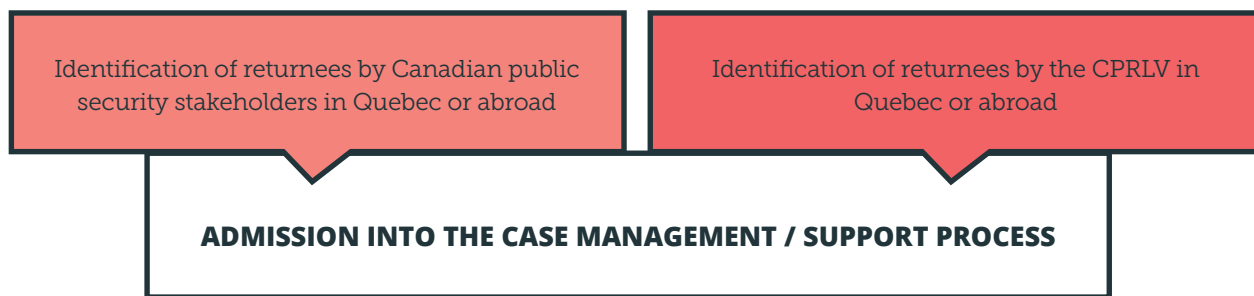 Identification of returnees by Canadian public
security stakeholders in Quebec or abroad
Identification of returnees by the CPRLV in
Quebec or abroad
ADMISSION INTO THE CASE MANAGEMENT / SUPPORT PROCESS